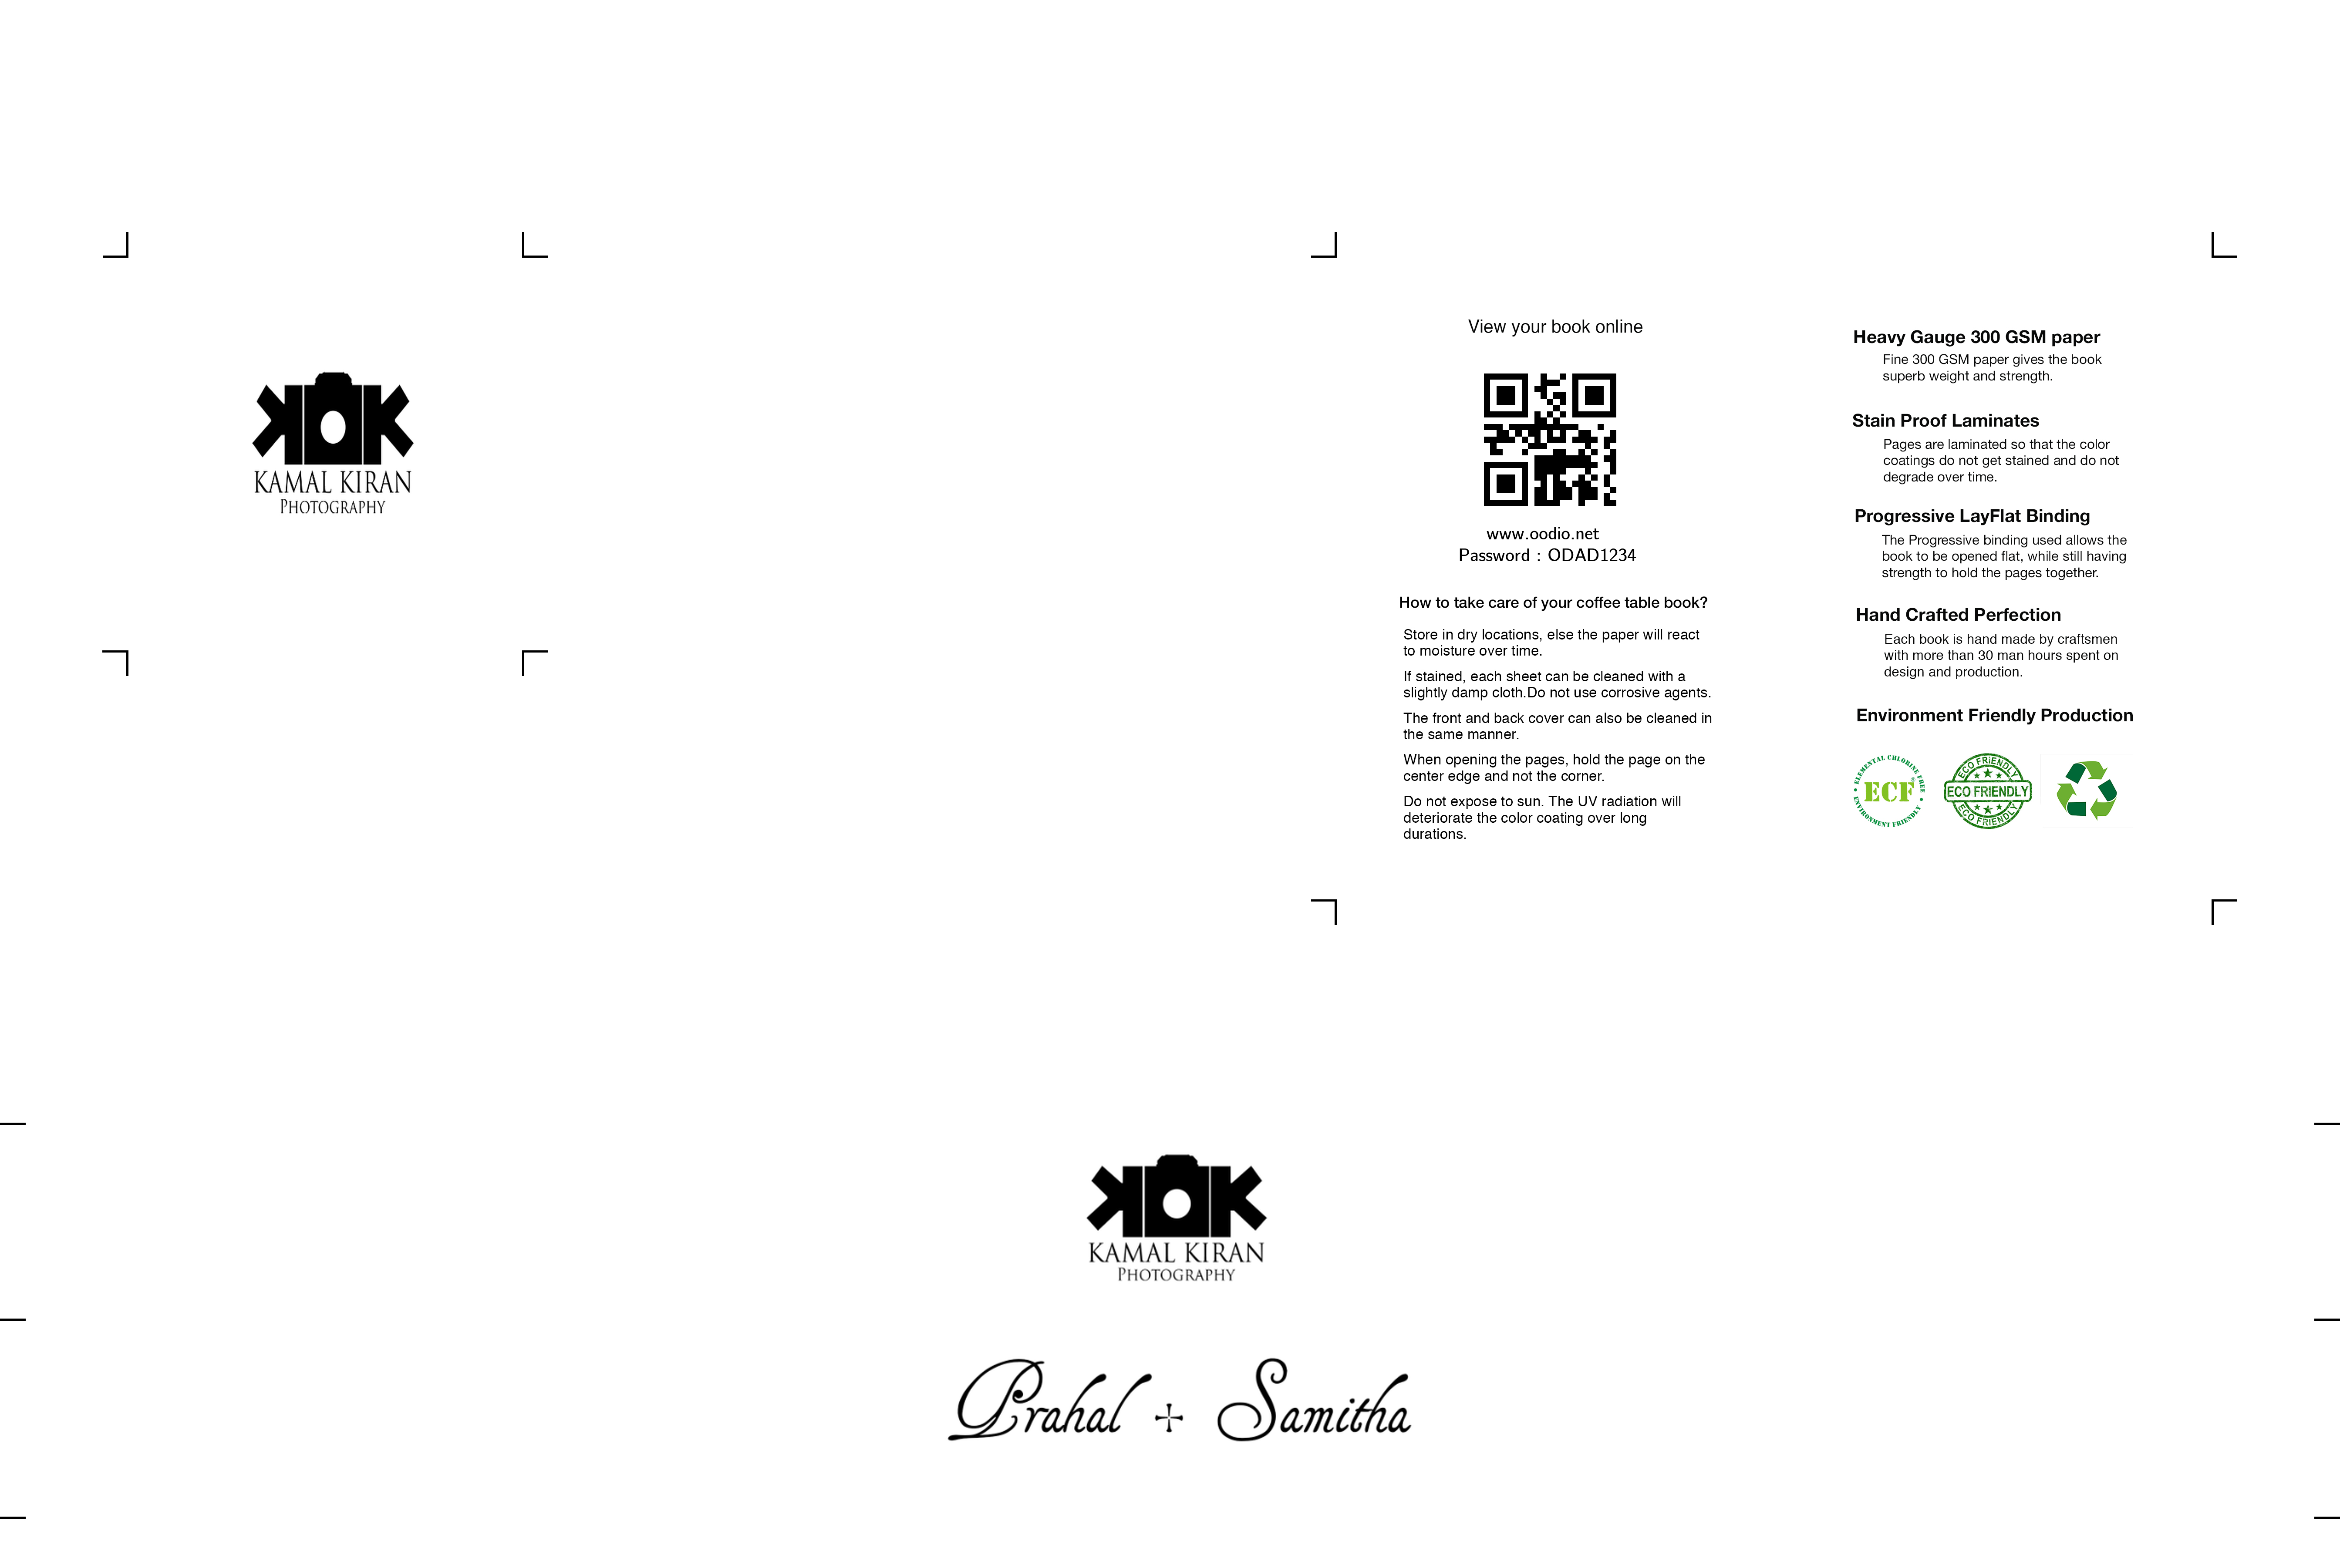 KAMAL KIRAN
PHOTOGRAPHY
View your book online
www.oodio.net
Password : ODAD1234
How to take care of your coffee table book?
Store in dry locations, else the paper will react
to moisture over time.
If stained, each sheet can be cleaned with a
slightly damp cloth.Do not use corrosive agents.
The front and back cover can also be cleaned in
the same manner.
When opening the pages, hold the page on the
center edge and not the corner.
Do not expose to sun. The UV radiation will
deteriorate the color coating over long
durations.
Heavy Gauge 300 GSM paper
Fine 300 GSM paper gives the book
superb weight and strength.
Stain Proof Laminates
Pages are laminated so that the color
coatings do not get stained and do not
degrade over time.
Progressive LayFlat Binding
The Progressive binding used allows the
book to be opened flat, while still having
strength to hold the pages together.
Hand Crafted Perfection
Each book is hand made by craftsmen
with more than 30 man hours spent on
design and production.
Environment Friendly Production
ELEMENTAL CHLORINE FREE
ECF®
ENVIRONMENT FRIENDLY
ECO FRIENDLY
ECO FRIENDLY
ECO FRIENDLY
KAMAL KIRAN
PHOTOGRAPHY
Prahal + Samitha